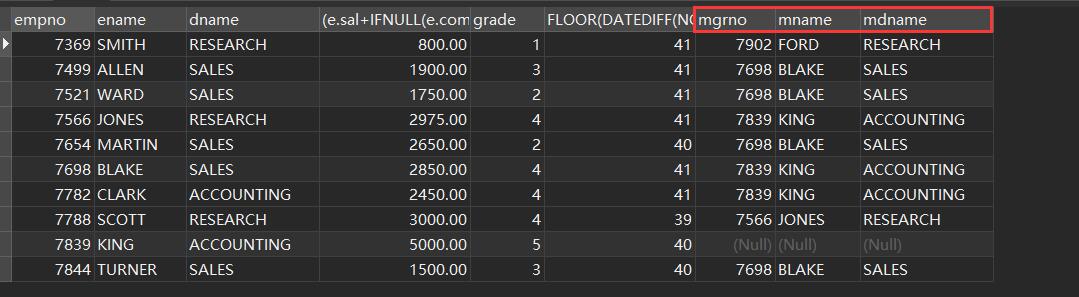 empno ename dname (e.sal+IFNULL(e.com grade FLOOR(DATEDIFF(NO mgrno mname mdname
7369 SMITH RESEARCH 800.00 1 41 7902 FORD RESEARCH
7499 ALLEN SALES 1900.00 3 41 7698 BLAKE SALES
7521 WARD SALES 1750.00 2 41 7698 BLAKE SALES
7566 JONES RESEARCH 2975.00 4 41 7839 KING ACCOUNTING
7654 MARTIN SALES 2650.00 2 40 7698 BLAKE SALES
7698 BLAKE SALES 2850.00 4 41 7839 KING ACCOUNTING
7782 CLARK ACCOUNTING 2450.00 4 41 7839 KING ACCOUNTING
7788 SCOTT RESEARCH 3000.00 4 39 7566 JONES RESEARCH
7839 KING ACCOUNTING 5000.00 5 40 (Null) (Null) (Null)
7844 TURNER SALES 1500.00 3 40 7698 BLAKE SALES